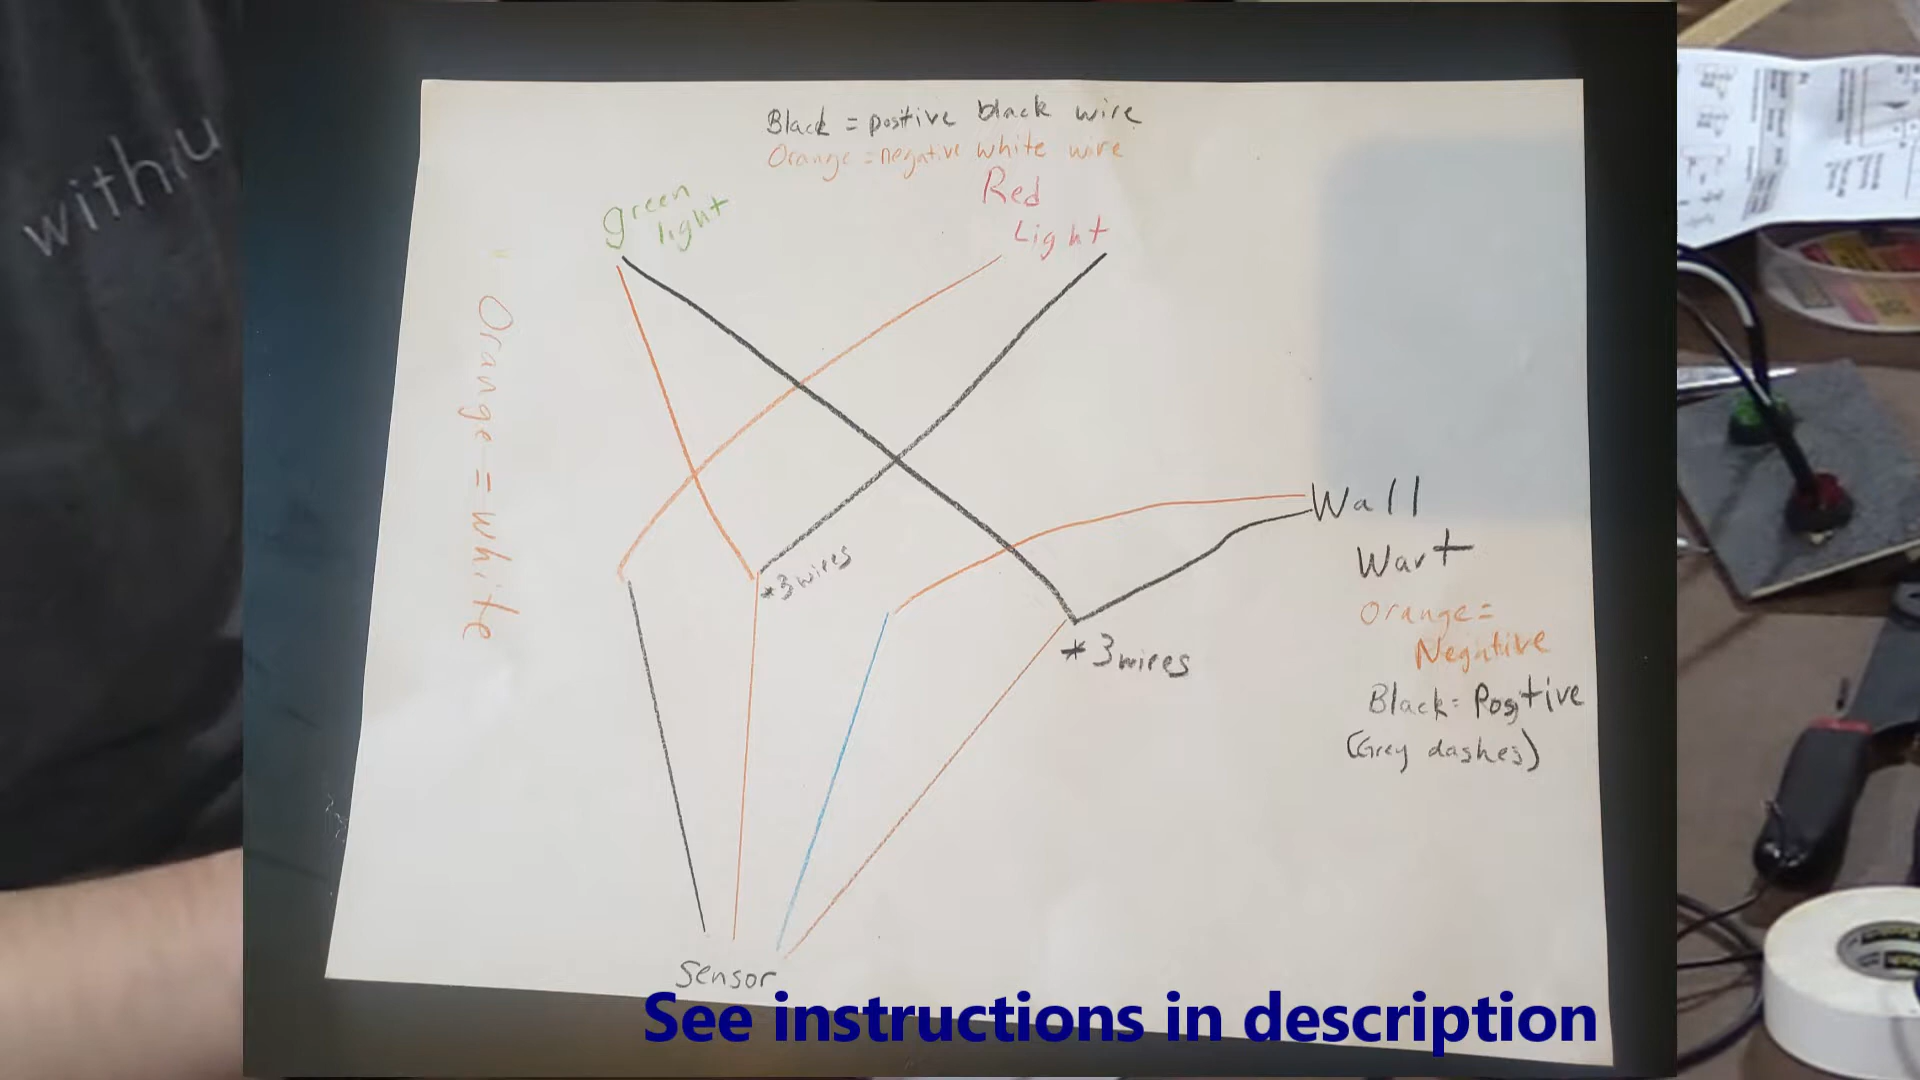 with u
Black = positive black wire
Orange = negative white wire
green
light
Red
Light
Orange = white
*3 wires
Wall
Wart
*3 wires
Orange =
Negative
Black = Positive
(Grey dashes)
Sensor
See instructions in description